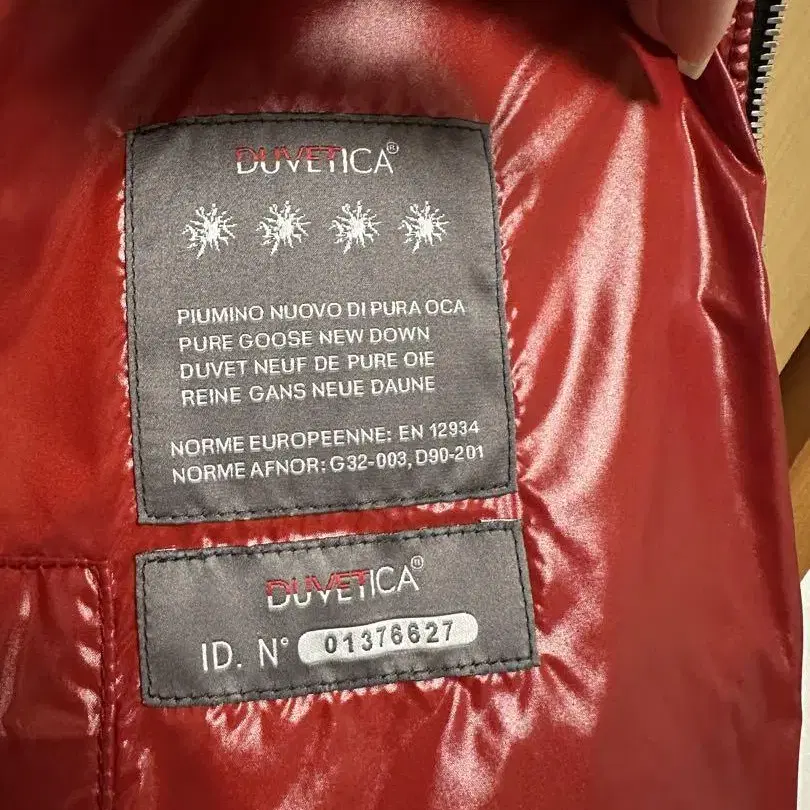 DUVETICA®
PIUMINO NUOVO DI PURA OCA
PURE GOOSE NEW DOWN
DUVET NEUF DE PURE OIE
REINE GANS NEUE DAUNE
NORME EUROPEENNE: EN 12934
NORME AFNOR: G32-003, D90-201
DUVETICA®
ID. N° 01376627